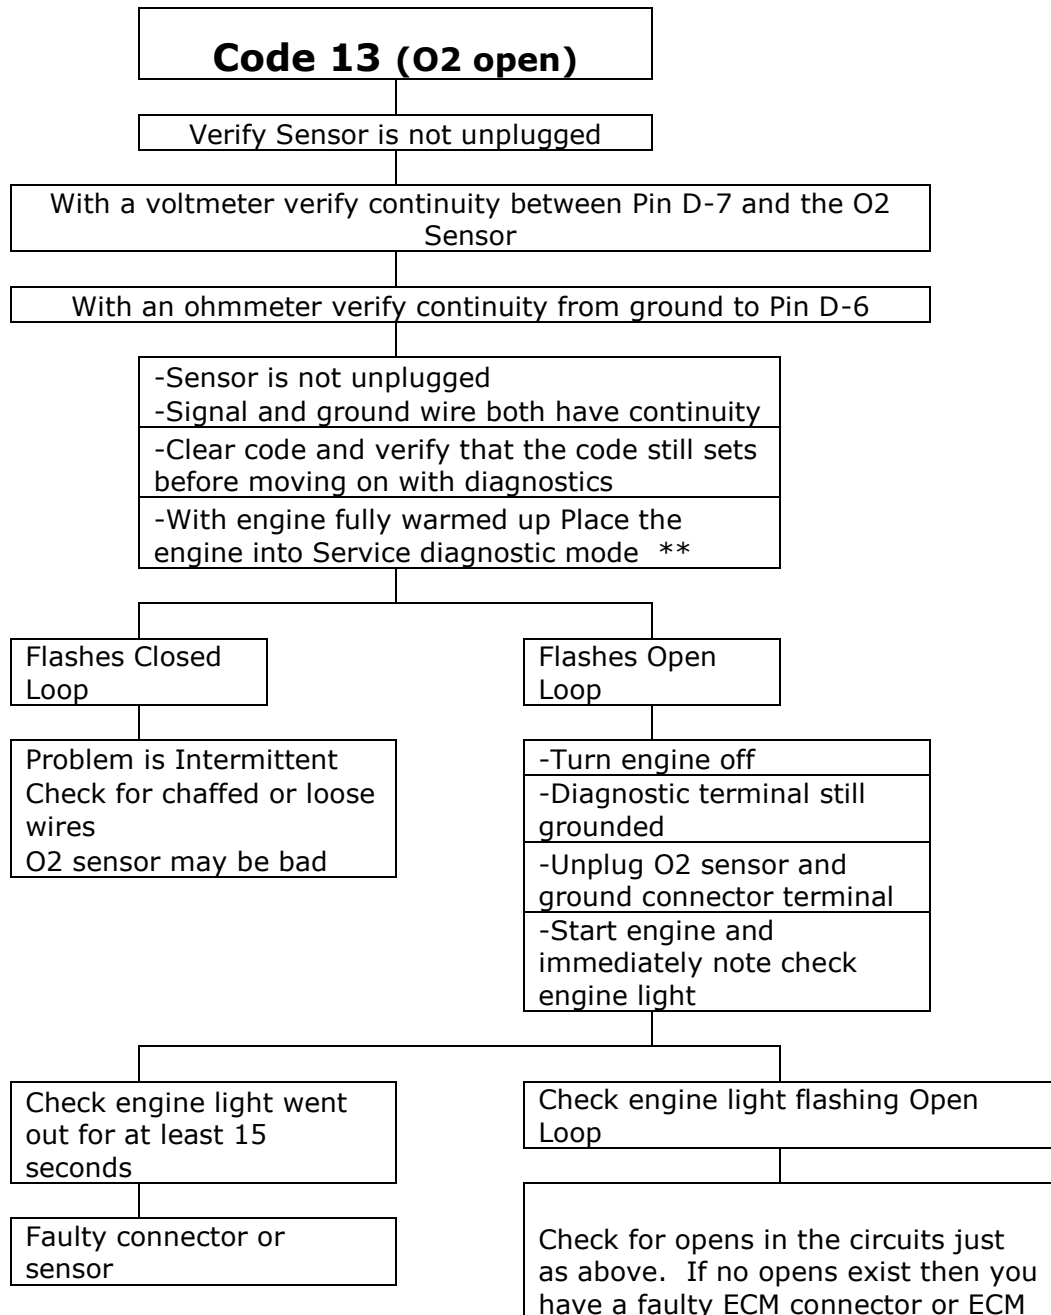 Code 13 (O2 open)
Verify Sensor is not unplugged
With a voltmeter verify continuity between Pin D-7 and the O2
Sensor
With an ohmmeter verify continuity from ground to Pin D-6
-Sensor is not unplugged
-Signal and ground wire both have continuity
-Clear code and verify that the code still sets
before moving on with diagnostics
-With engine fully warmed up Place the
engine into Service diagnostic mode  **
Flashes Closed
Loop
Flashes Open
Loop
Problem is Intermittent
Check for chaffed or loose
wires
O2 sensor may be bad
-Turn engine off
-Diagnostic terminal still
grounded
-Unplug O2 sensor and
ground connector terminal
-Start engine and
immediately note check
engine light
Check engine light went
out for at least 15
seconds
Check engine light flashing Open
Loop
Faulty connector or
sensor
Check for opens in the circuits just
as above.  If no opens exist then you
have a faulty ECM connector or ECM